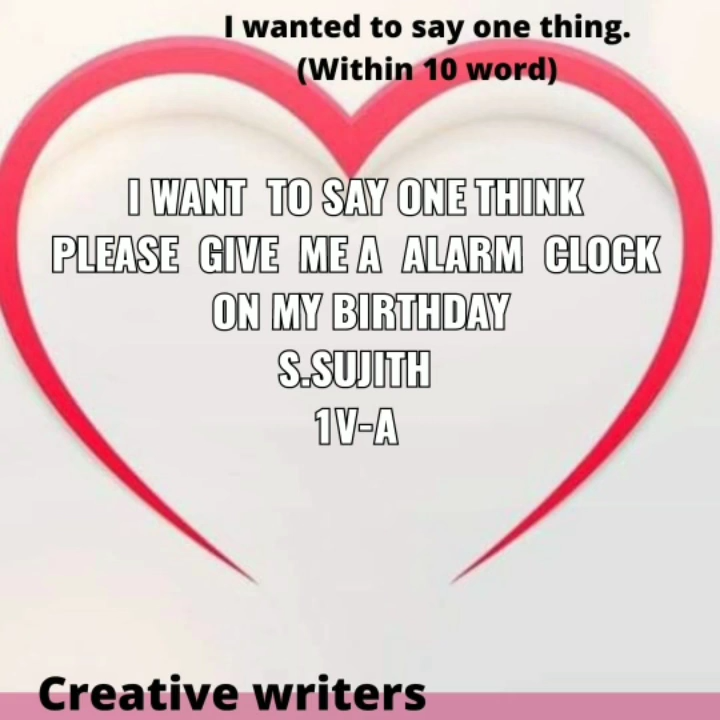 I wanted to say one thing.
(Within 10 word)
I WANT TO SAY ONE THINK
PLEASE GIVE ME A ALARM CLOCK
ON MY BIRTHDAY
S.SUJITH
1V-A
Creative writers